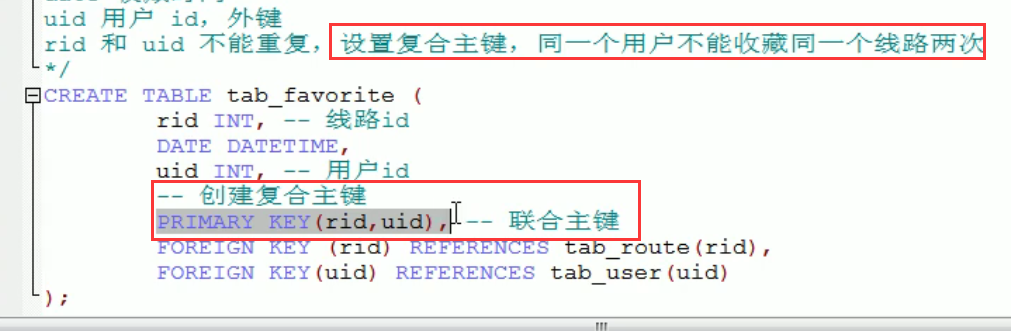 uid 用户 id，外键
rid 和 uid 不能重复，设置复合主键，同一个用户不能收藏同一个线路两次
*/
CREATE TABLE tab_favorite (
rid INT, -- 线路id
DATE DATETIME,
uid INT, -- 用户id
-- 创建复合主键
PRIMARY KEY(rid,uid), -- 联合主键
FOREIGN KEY (rid) REFERENCES tab_route(rid),
FOREIGN KEY(uid) REFERENCES tab_user(uid)
);